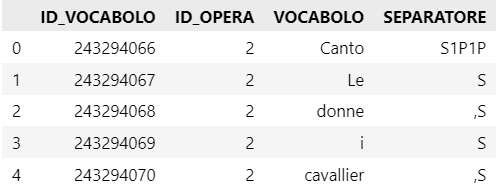 ID_VOCABOLO ID_OPERA VOCABOLO SEPARATORE
0 243294066 2 Canto S1P1P
1 243294067 2 Le S
2 243294068 2 donne ,S
3 243294069 2 i S
4 243294070 2 cavallier ,S